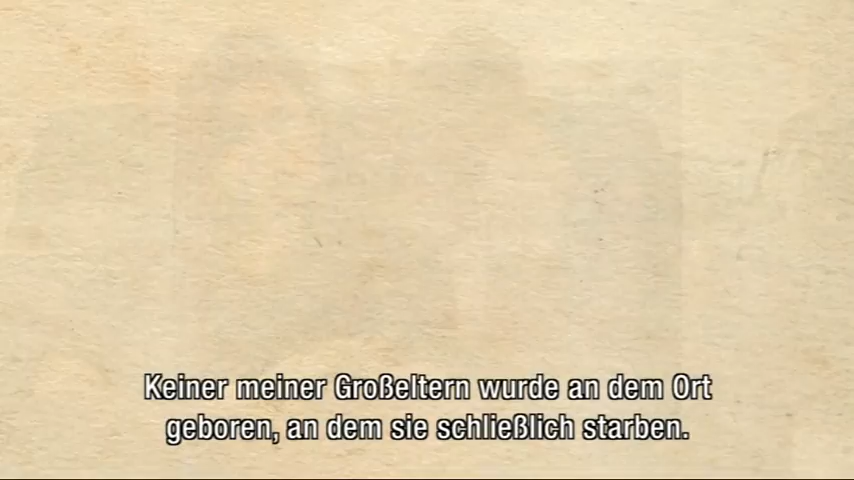 Keiner meiner Großeltern wurde an dem Ort
geboren, an dem sie schließlich starben.